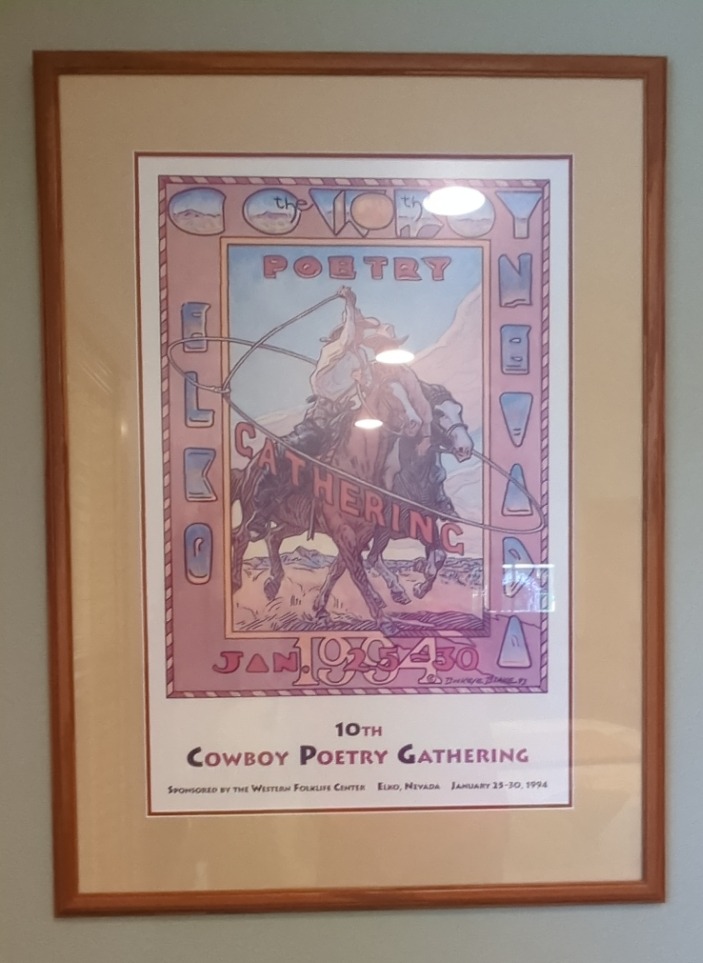 COWBOY
the
th
POETRY
ELKO
NEVADA
GATHERING
JAN. 25-30
1994
10TH
COWBOY POETRY GATHERING
SPONSORED BY THE WESTERN FOLKLIFE CENTER ELKO, NEVADA JANUARY 25-30, 1994